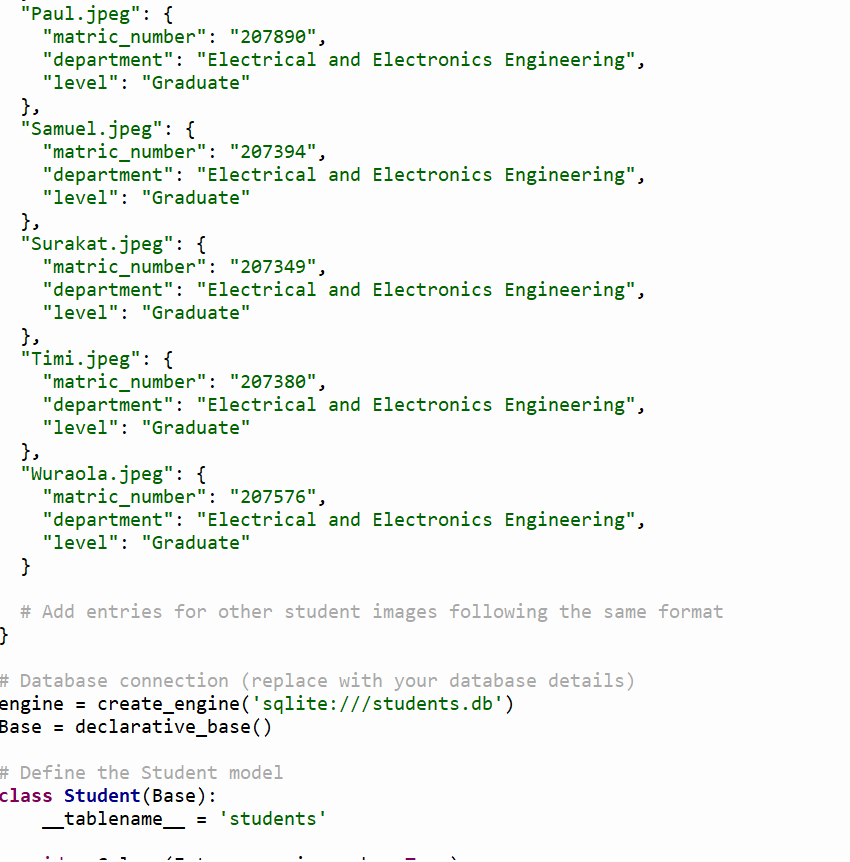 "Paul.jpeg": {
"matric_number": "207890",
"department": "Electrical and Electronics Engineering",
"level": "Graduate"
},
"Samuel.jpeg": {
"matric_number": "207394",
"department": "Electrical and Electronics Engineering",
"level": "Graduate"
},
"Surakat.jpeg": {
"matric_number": "207349",
"department": "Electrical and Electronics Engineering",
"level": "Graduate"
},
"Timi.jpeg": {
"matric_number": "207380",
"department": "Electrical and Electronics Engineering",
"level": "Graduate"
},
"Wuraola.jpeg": {
"matric_number": "207576",
"department": "Electrical and Electronics Engineering",
"level": "Graduate"
}
# Add entries for other student images following the same format
}
# Database connection (replace with your database details)
engine = create_engine('sqlite:///students.db')
Base = declarative_base()
# Define the Student model
class Student(Base):
__tablename__ = 'students'